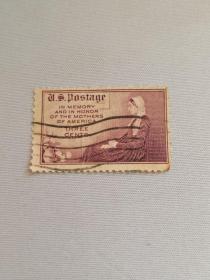 U.S. Postage
IN MEMORY
AND IN HONOR
OF THE MOTHERS
OF AMERICA
THREE
CENTS